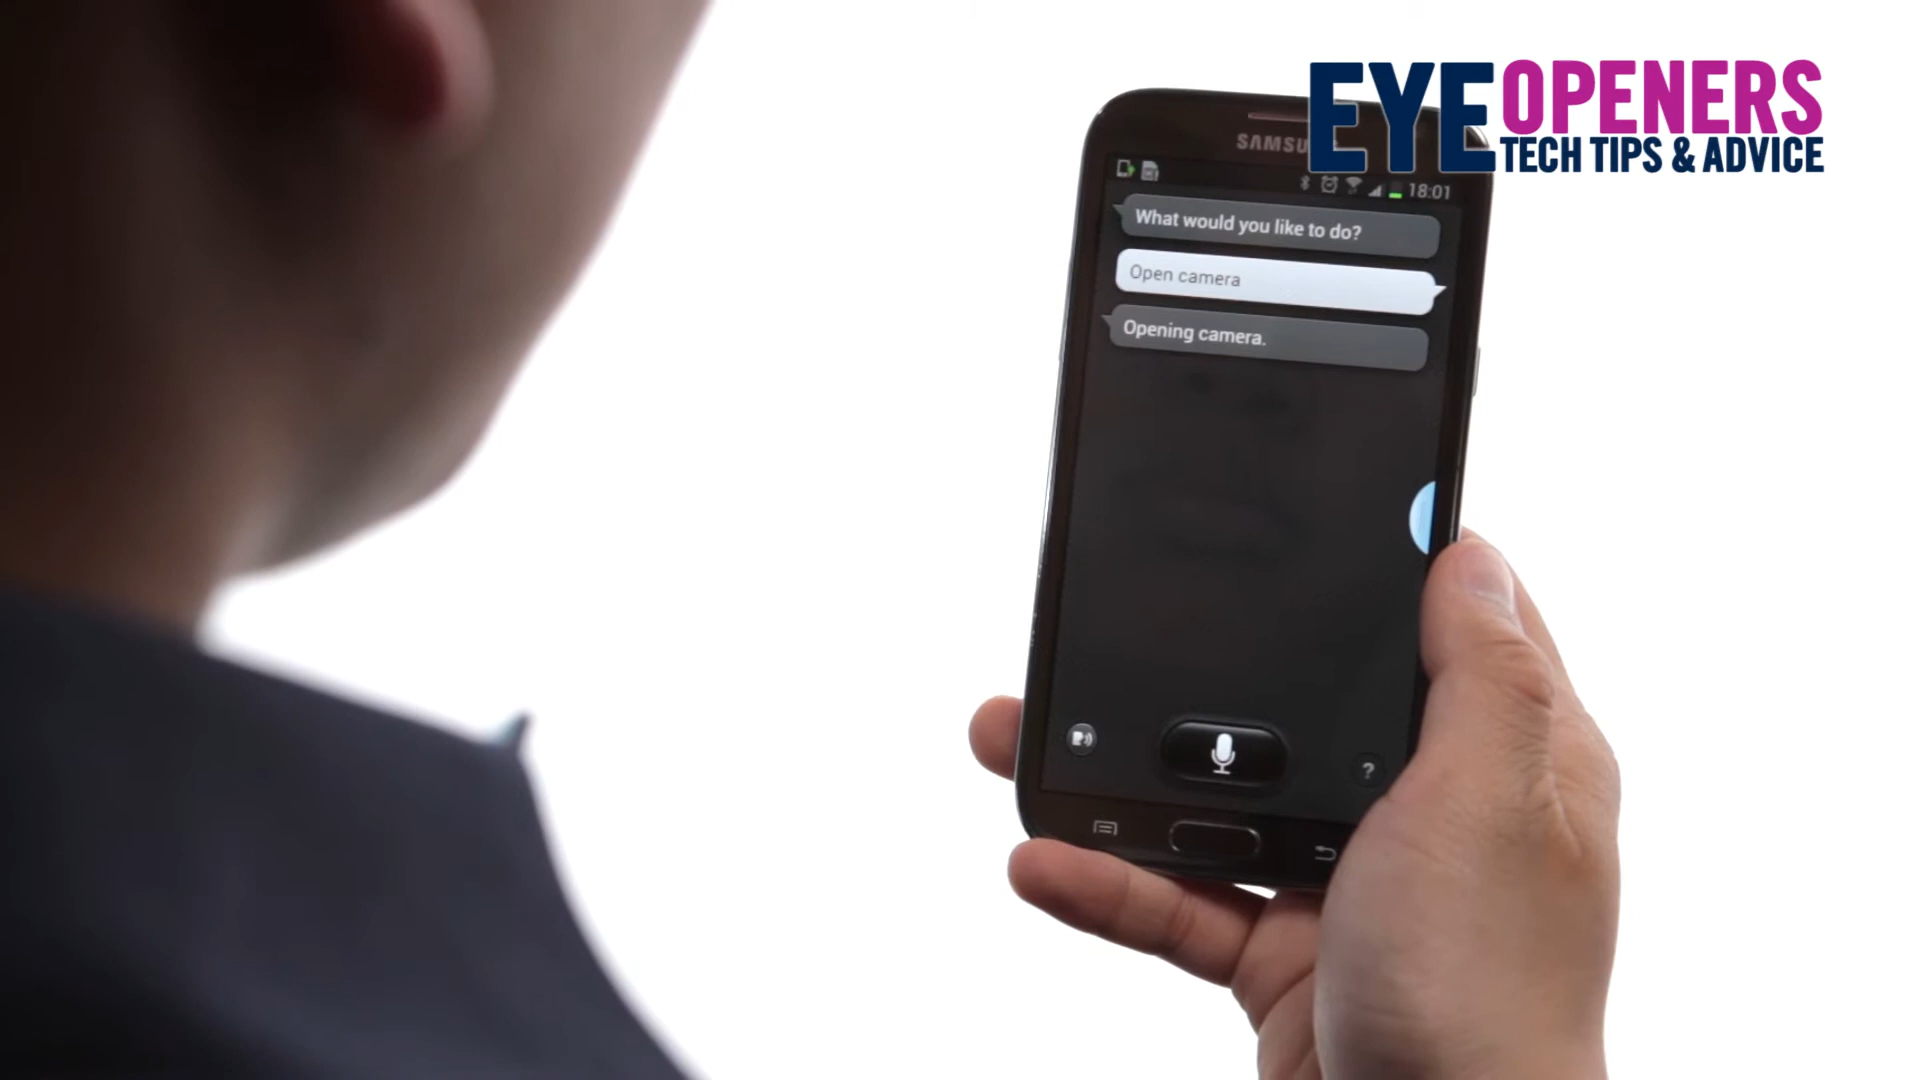 EYE OPENERS
TECH TIPS & ADVICE
SAMSU
18:01
What would you like to do?
Open camera
Opening camera.
?